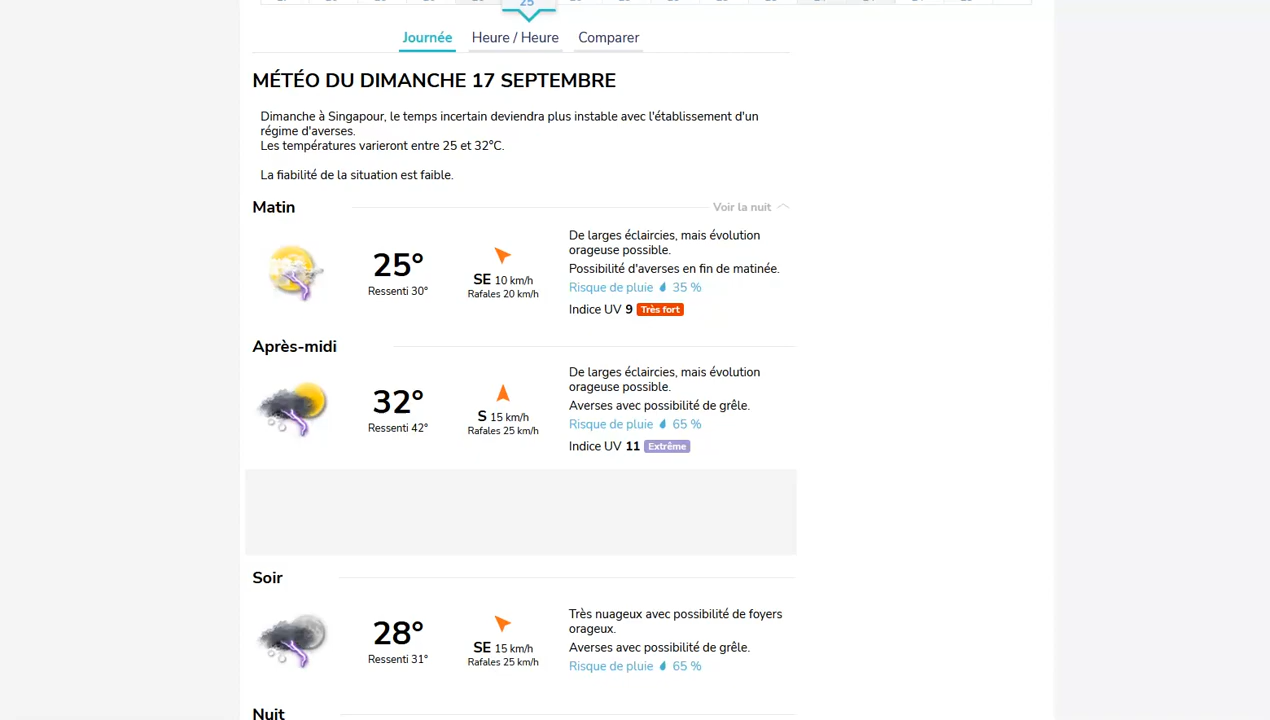 25
Journée
Heure / Heure
Comparer
MÉTÉO DU DIMANCHE 17 SEPTEMBRE
Dimanche à Singapour, le temps incertain deviendra plus instable avec l'établissement d'un
régime d'averses.
Les températures varieront entre 25 et 32°C.
La fiabilité de la situation est faible.
Matin
Voir la nuit
25°
Ressenti 30°
SE 10 km/h
Rafales 20 km/h
De larges éclaircies, mais évolution
orageuse possible.
Possibilité d'averses en fin de matinée.
Risque de pluie 35 %
Indice UV 9 Très fort
Après-midi
32°
Ressenti 42°
S 15 km/h
Rafales 25 km/h
De larges éclaircies, mais évolution
orageuse possible.
Averses avec possibilité de grêle.
Risque de pluie 65 %
Indice UV 11 Extrême
Soir
28°
Ressenti 31°
SE 15 km/h
Rafales 25 km/h
Très nuageux avec possibilité de foyers
orageux.
Averses avec possibilité de grêle.
Risque de pluie 65 %
Nuit